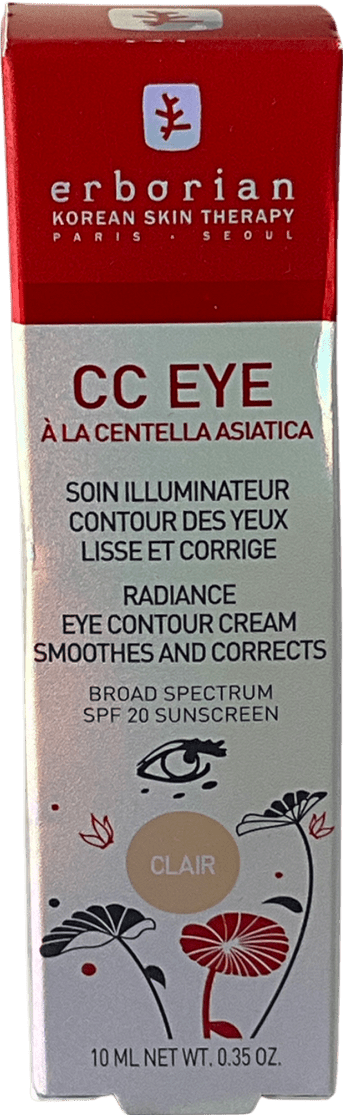 erborian
KOREAN SKIN THERAPY
PARIS · SEOUL
CC EYE
À LA CENTELLA ASIATICA
SOIN ILLUMINATEUR
CONTOUR DES YEUX
LISSE ET CORRIGE
RADIANCE
EYE CONTOUR CREAM
SMOOTHES AND CORRECTS
BROAD SPECTRUM
SPF 20 SUNSCREEN
CLAIR
10 ML NET WT. 0.35 OZ.